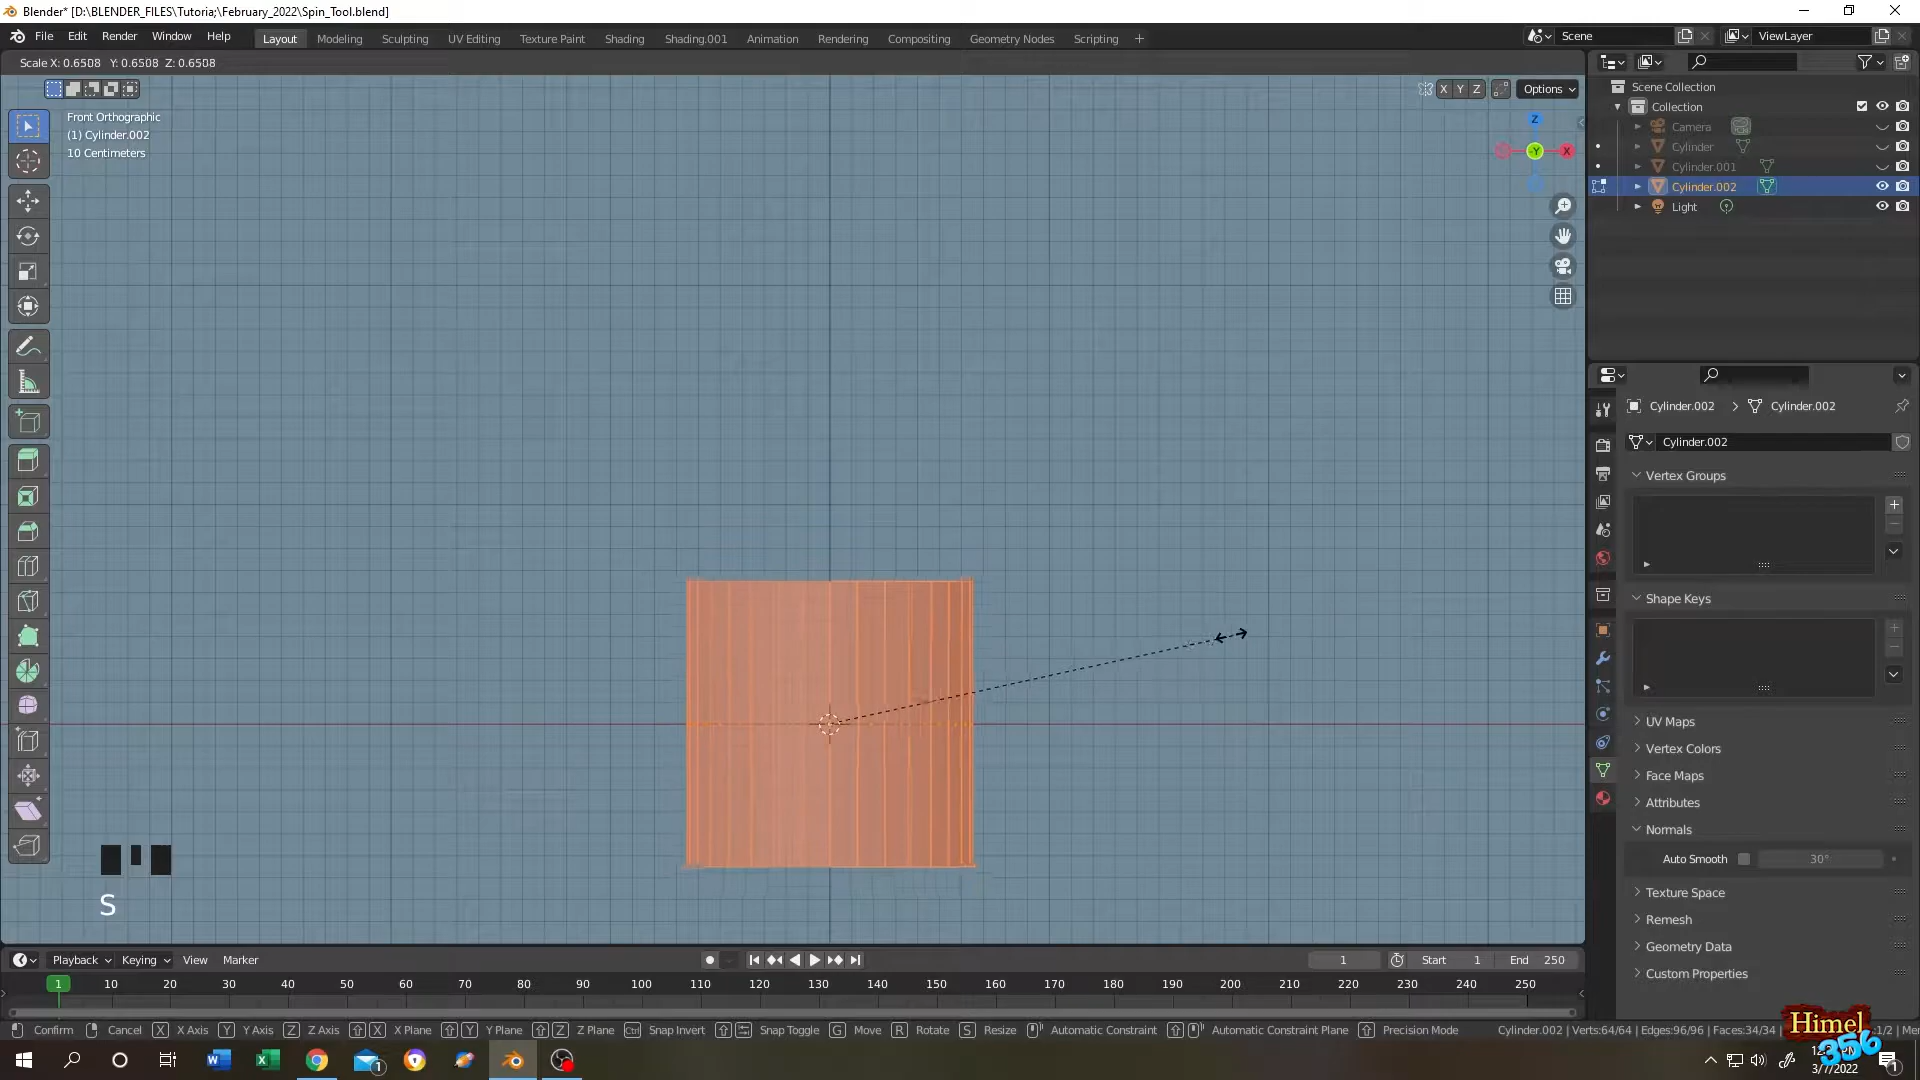 Blender* [D:\BLENDER_FILES\Tutoria;\February_2022\Spin_Tool.blend]
File Edit Render Window Help Layout Modeling Sculpting UV Editing Texture Paint Shading Shading.001 Animation Rendering Compositing Geometry Nodes Scripting + Scene ViewLayer
Scale X: 0.6508 Y: 0.6508 Z: 0.6508
X Y Z Options
Scene Collection
Collection
Camera
Cylinder
Cylinder.001
Cylinder.002
Light
Front Orthographic
(1) Cylinder.002
10 Centimeters
Z
-Y
X
Cylinder.002 > Cylinder.002
Cylinder.002
Vertex Groups
Shape Keys
UV Maps
Vertex Colors
Face Maps
Attributes
Normals
Auto Smooth 30°
Texture Space
Remesh
Geometry Data
Custom Properties
S
Playback Keying View Marker 1 Start 1 End 250
1 10 20 30 40 50 60 70 80 90 100 110 120 130 140 150 160 170 180 190 200 210 220 230 240 250
Confirm Cancel X X Axis Y Y Axis Z Z Axis X X Plane Y Y Plane Z Z Plane Ctrl Snap Invert Snap Toggle G Move R Rotate S Resize Automatic Constraint Automatic Constraint Plane Precision Mode Cylinder.002 | Verts:64/64 | Edges:96/96 | Faces:34/34 |
Himel
356
3/7/2022